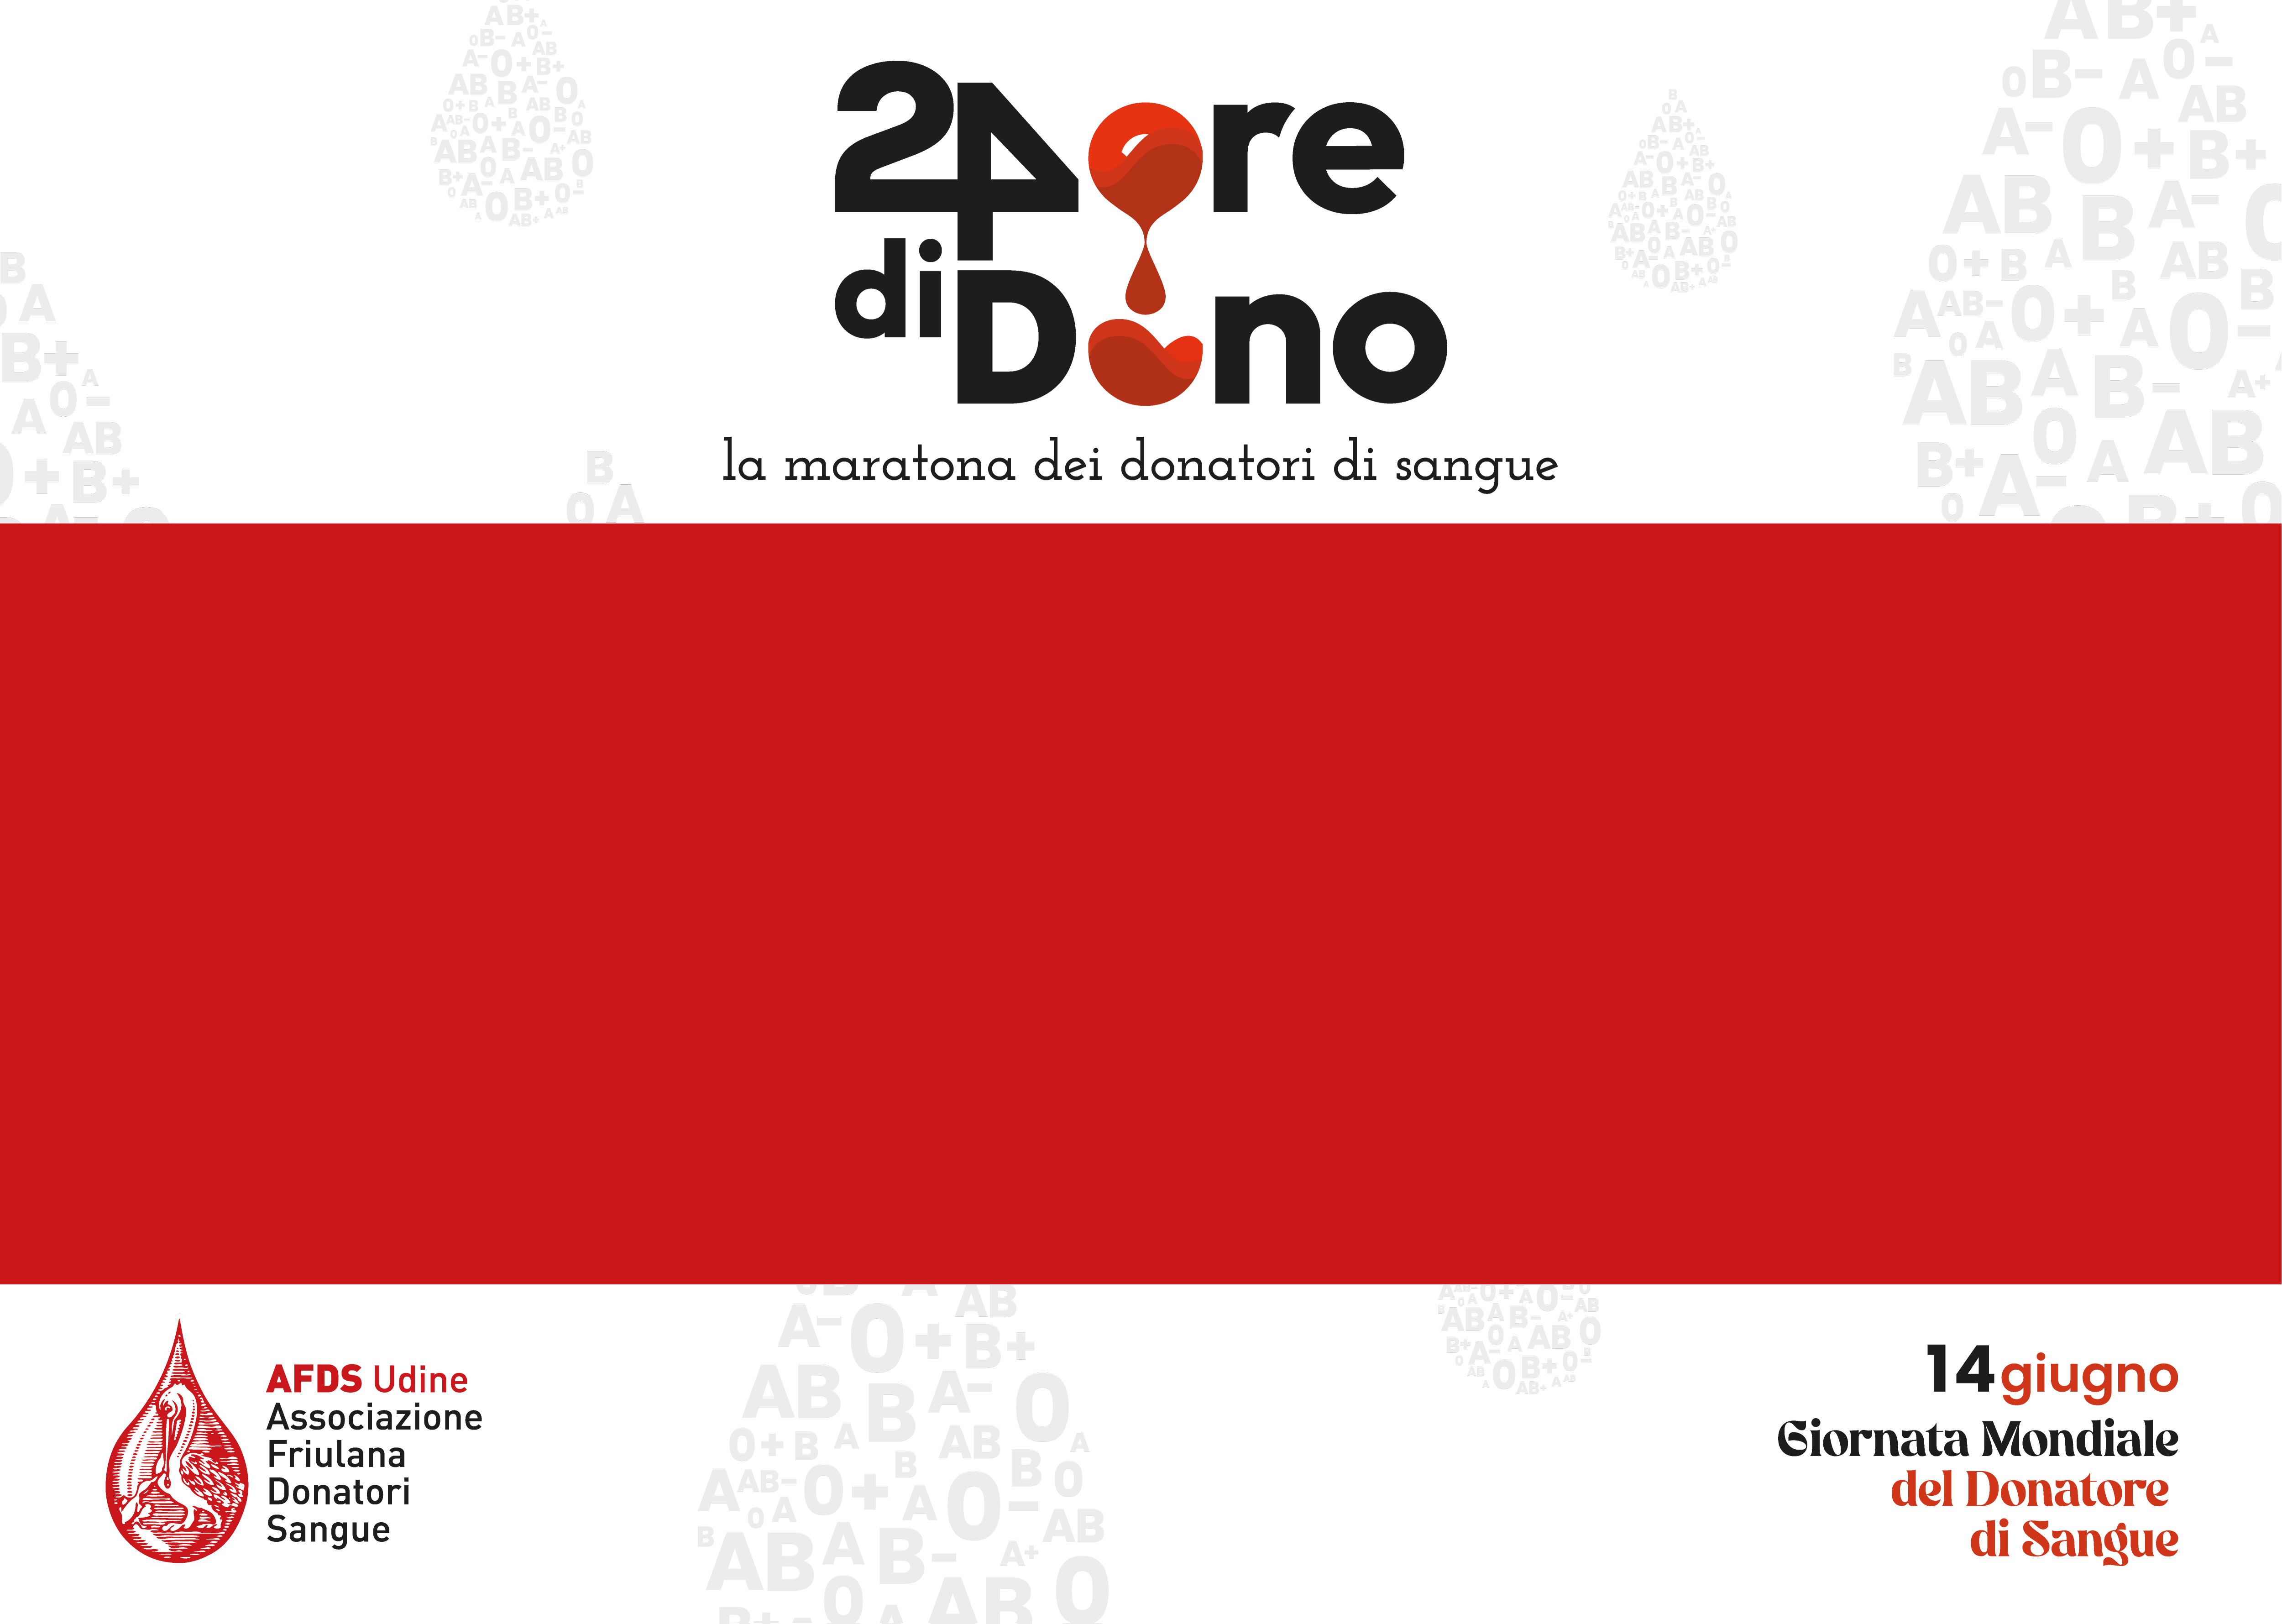 24 ore
di Dono
la maratona dei donatori di sangue
AFDS Udine
Associazione
Friulana
Donatori
Sangue
14 giugno
Giornata Mondiale
del Donatore
di Sangue